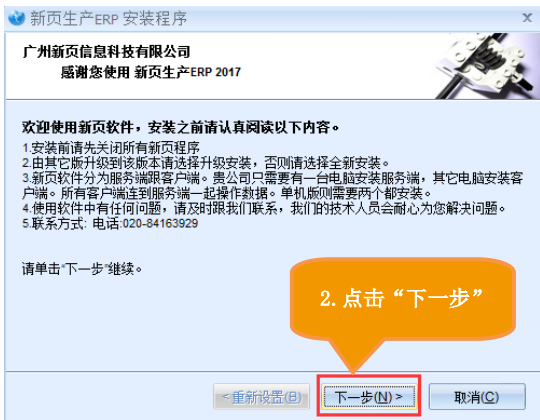 新页生产ERP 安装程序
x
广州新页信息科技有限公司
感谢您使用 新页生产ERP 2017
欢迎使用新页软件，安装之前请认真阅读以下内容。
1.安装前请先关闭所有新页程序
2.由其它版升级到该版本请选择升级安装，否则请选择全新安装。
3.新页软件分为服务端跟客户端。贵公司只需要有一台电脑安装服务端，其它电脑安装客
户端。所有客户端连到服务端一起操作数据。单机版则需要两个都安装。
4.使用软件中有任何问题，请及时跟我们联系，我们的技术人员会耐心为您解决问题。
5.联系方式: 电话:020-84163929
请单击“下一步”继续。
2.点击“下一步”
<重新设置(B)
下一步(N) >
取消(C)